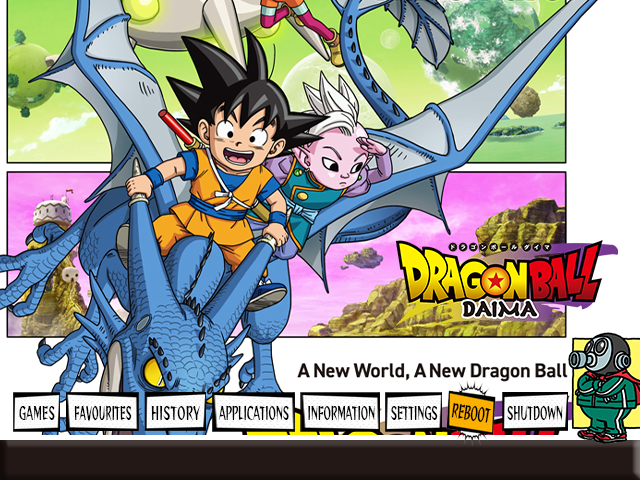 ドラゴンボールダイマ
DRAGON BALL
DAIMA
A New World, A New Dragon Ball
GAMES
FAVOURITES
HISTORY
APPLICATIONS
INFORMATION
SETTINGS
REBOOT
SHUTDOWN